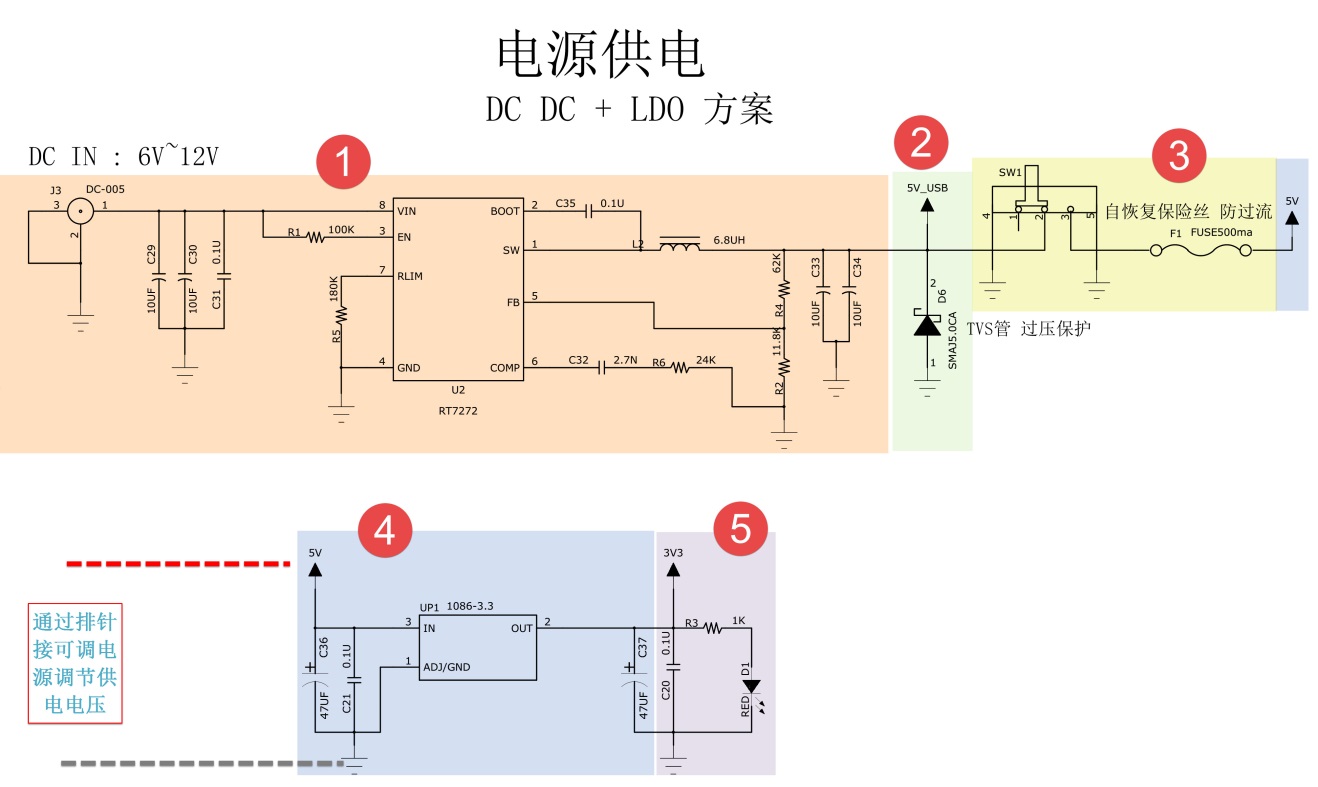 电源供电
DC DC + LDO 方案
DC IN : 6V~12V
1
2
3
J3
DC-005
3
1
2
C29
10UF
C30
10UF
0.1U
C31
R1
100K
180K
R5
8
VIN
3
EN
7
RLIM
4
GND
BOOT
2
SW
1
FB
5
COMP
6
U2
RT7272
C35
0.1U
L2
6.8UH
C32
2.7N
R6
24K
62K
R4
11.8K
R2
C33
10UF
C34
10UF
5V_USB
2
D6
1
SMAJ5.0CA
TVS管 过压保护
SW1
4
1
2
3
5
自恢复保险丝 防过流
F1
FUSE500ma
5V
4
5
通过排针
接可调电
源调节供
电电压
5V
C36
47UF
0.1U
C21
UP1
1086-3.3
3
IN
OUT
2
1
ADJ/GND
C37
47UF
3V3
0.1U
C20
R3
1K
D1
RED